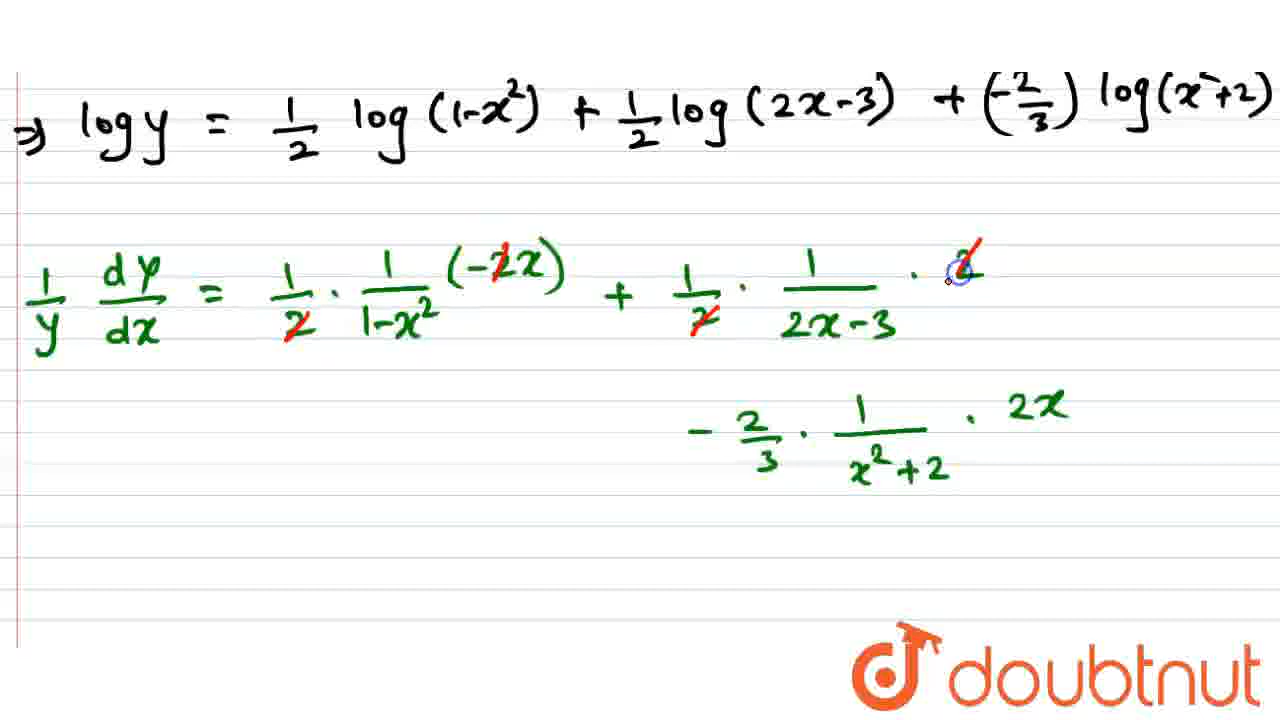 ⇒ log y = 1/2 log(1-x²) + 1/2 log(2x-3) + (-2/3) log(x²+2)
1/y dy/dx = 1/2 · 1/1-x² (-2x) + 1/2 · 1/2x-3 · 2
- 2/3 · 1/x²+2 · 2x
doubtnut